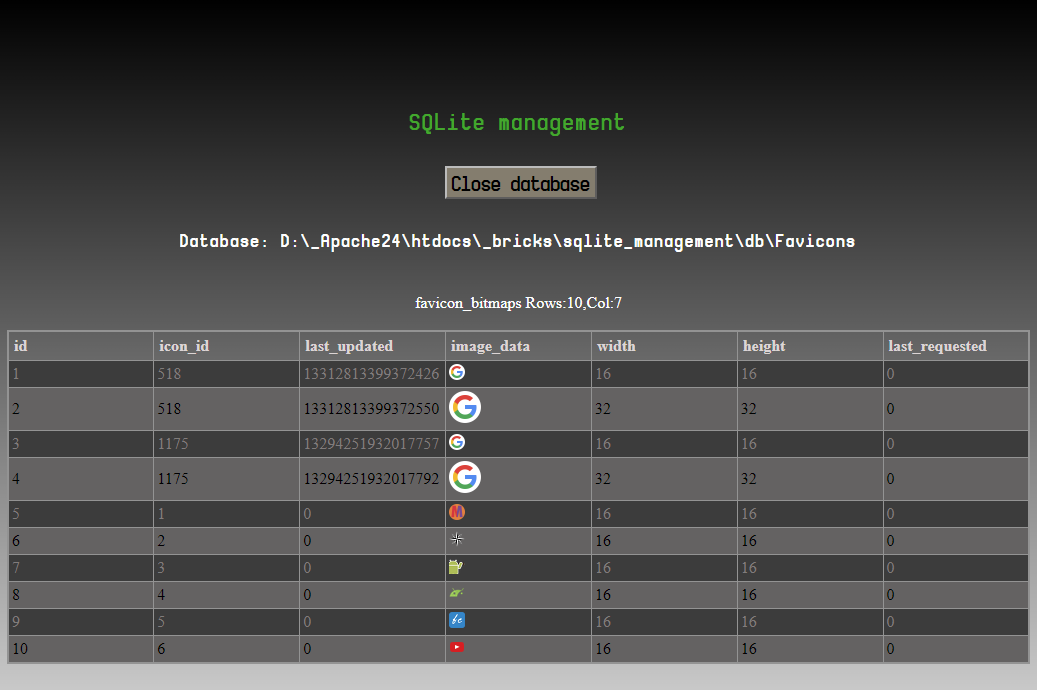 SQLite management
Close database
Database: D:\_Apache24\htdocs\_bricks\sqlite_management\db\Favicons
favicon_bitmaps Rows:10,Col:7
id icon_id last_updated image_data width height last_requested
1 518 13312813399372426 G 16 16 0
2 518 13312813399372550 G 32 32 0
3 1175 13294251932017757 G 16 16 0
4 1175 13294251932017792 G 32 32 0
5 1 0 M 16 16 0
6 2 0 16 16 0
7 3 0 16 16 0
8 4 0 16 16 0
9 5 0 16 16 0
10 6 0 16 16 0